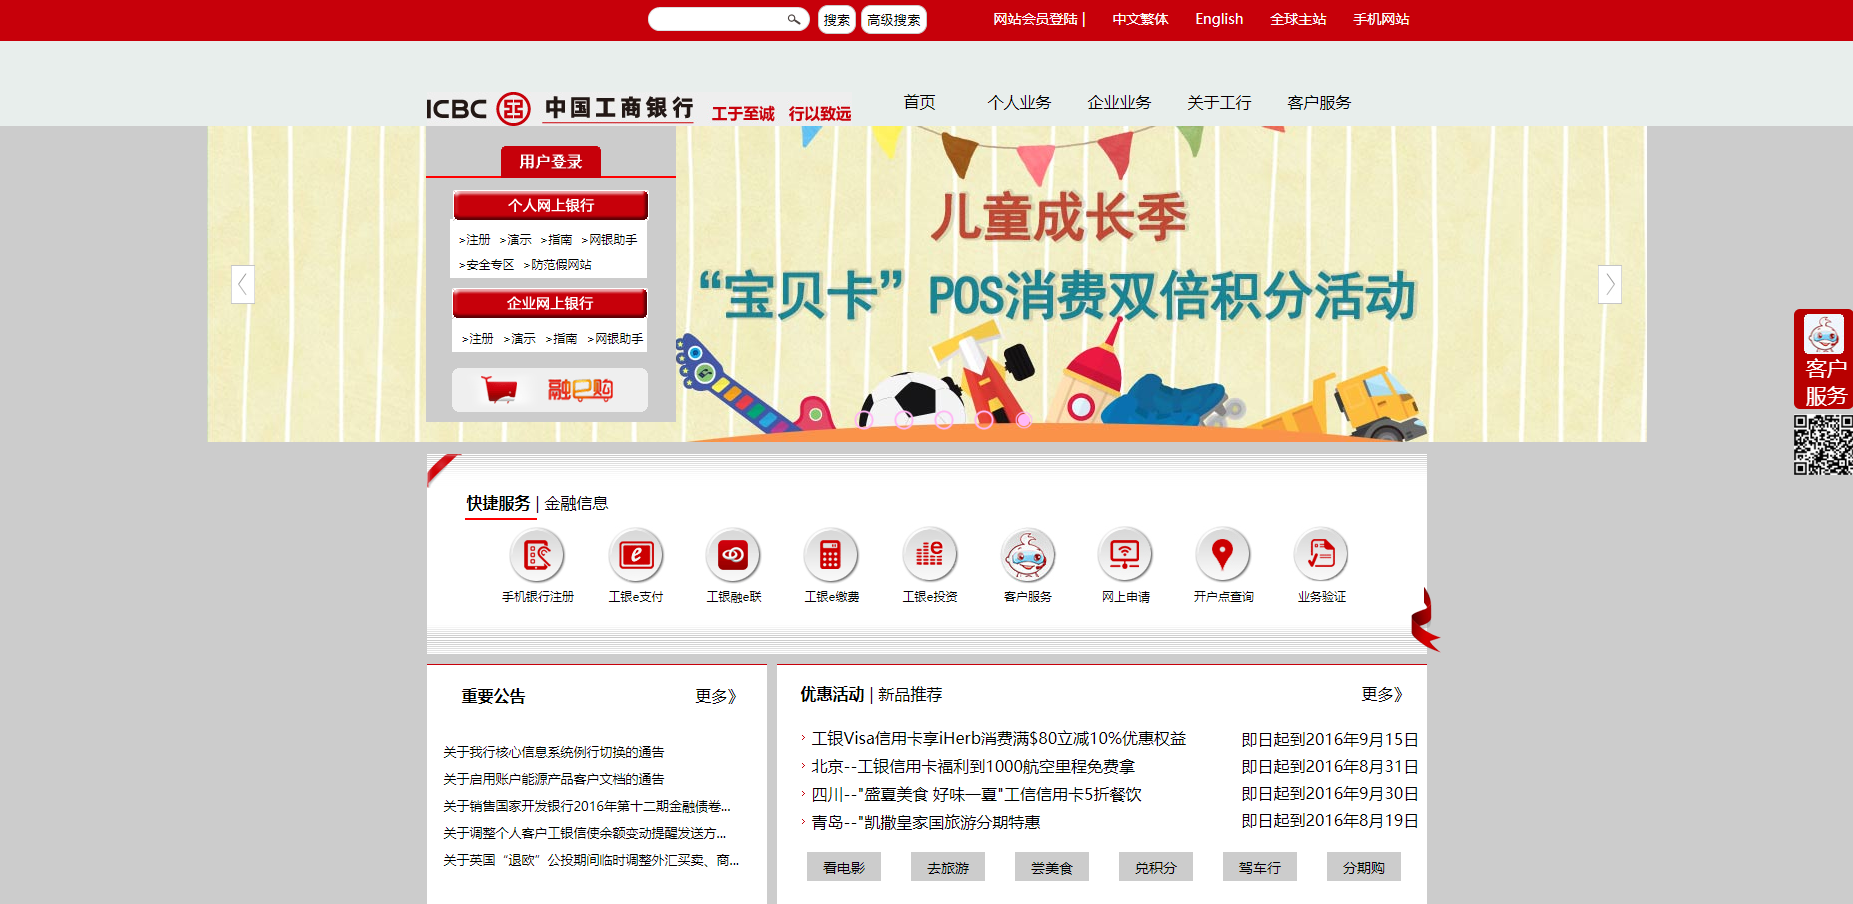 搜索 高级搜索 网站会员登陆 | 中文繁体 English 全球主站 手机网站
ICBC 中国工商银行 工于至诚 行以致远 首页 个人业务 企业业务 关于工行 客户服务
用户登录
个人网上银行
>注册 >演示 >指南 >网银助手
>安全专区 >防范假网站
企业网上银行
>注册 >演示 >指南 >网银助手
融e购
儿童成长季
“宝贝卡”POS消费双倍积分活动
客户
服务
快捷服务 | 金融信息
手机银行注册 工银e支付 工银融e联 工银e缴费 工银e投资 客户服务 网上申请 开户点查询 业务验证
重要公告 更多》
关于我行核心信息系统例行切换的通告
关于启用账户能源产品客户文档的通告
关于销售国家开发银行2016年第十二期金融债卷...
关于调整个人客户工银信使余额变动提醒发送方...
关于英国“退欧”公投期间临时调整外汇买卖、商...
优惠活动 | 新品推荐 更多》
工银Visa信用卡享iHerb消费满$80立减10%优惠权益 即日起到2016年9月15日
北京--工银信用卡福利到1000航空里程免费拿 即日起到2016年8月31日
四川--"盛夏美食 好味一夏"工信信用卡5折餐饮 即日起到2016年9月30日
青岛--"凯撒皇家国旅游分期特惠 即日起到2016年8月19日
看电影 去旅游 尝美食 兑积分 驾车行 分期购